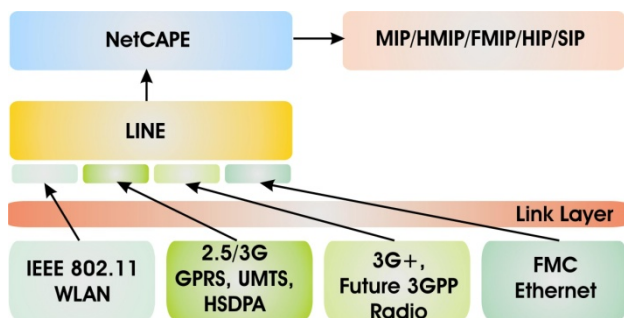 NetCAPE
MIP/HMIP/FMIP/HIP/SIP
LINE
Link Layer
IEEE 802.11
WLAN
2.5/3G
GPRS, UMTS,
HSDPA
3G+,
Future 3GPP
Radio
FMC
Ethernet